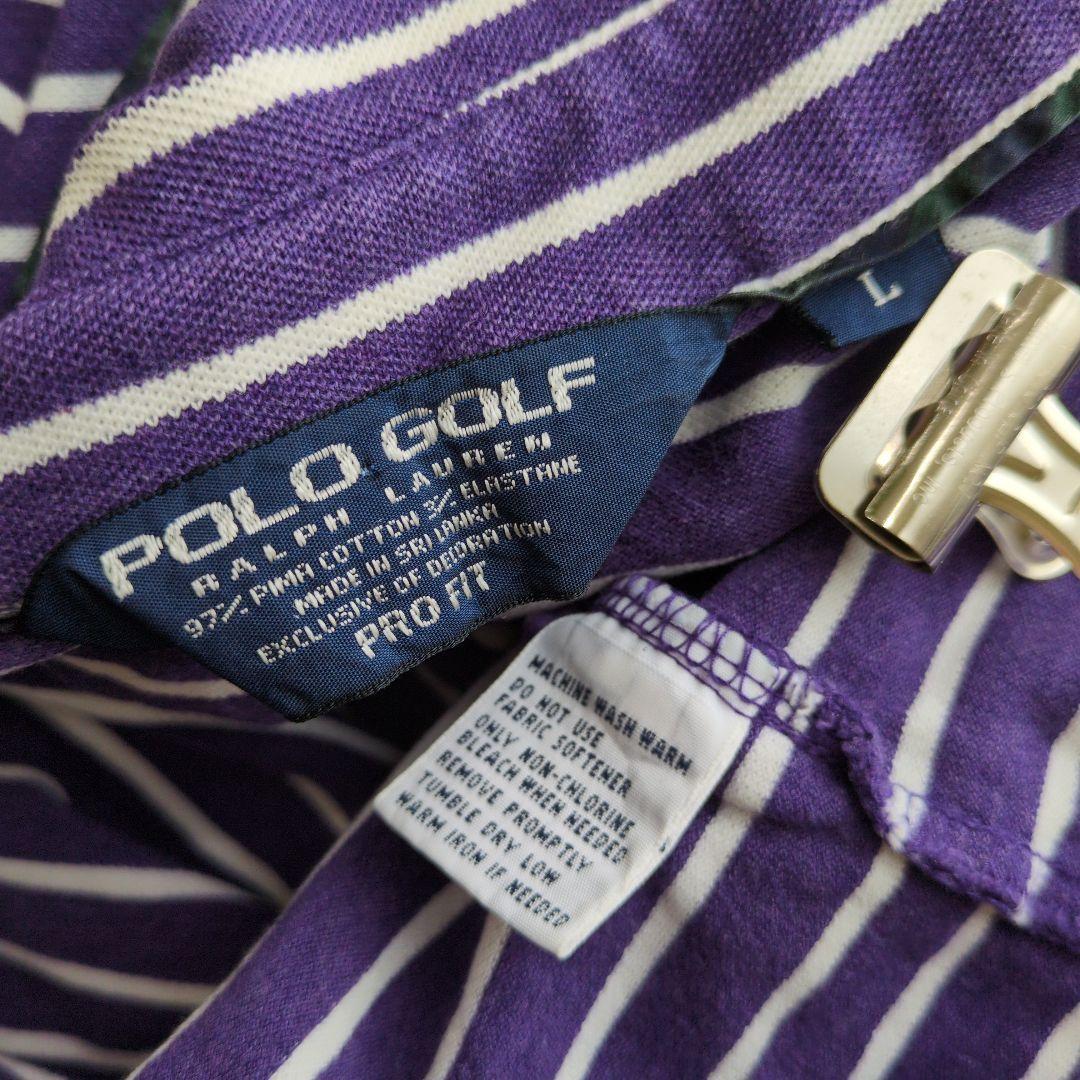 POLO GOLF
RALPH LAUREN
97% PIMA COTTON 3% ELASTANE
MADE IN SRI LANKA
EXCLUSIVE OF DECORATION
PRO FIT
L
MACHINE WASH WARM
DO NOT USE
FABRIC SOFTENER
ONLY NON-CHLORINE
BLEACH WHEN NEEDED
REMOVE PROMPTLY
TUMBLE DRY LOW
WARM IRON IF NEEDED